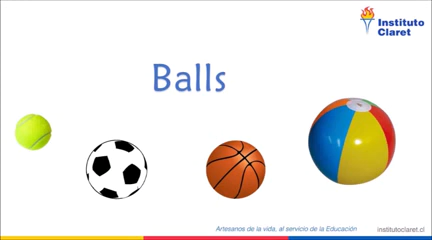 Instituto
Claret
Balls
Artesanos de la vida, al servicio de la Educación
institutoclaret.cl